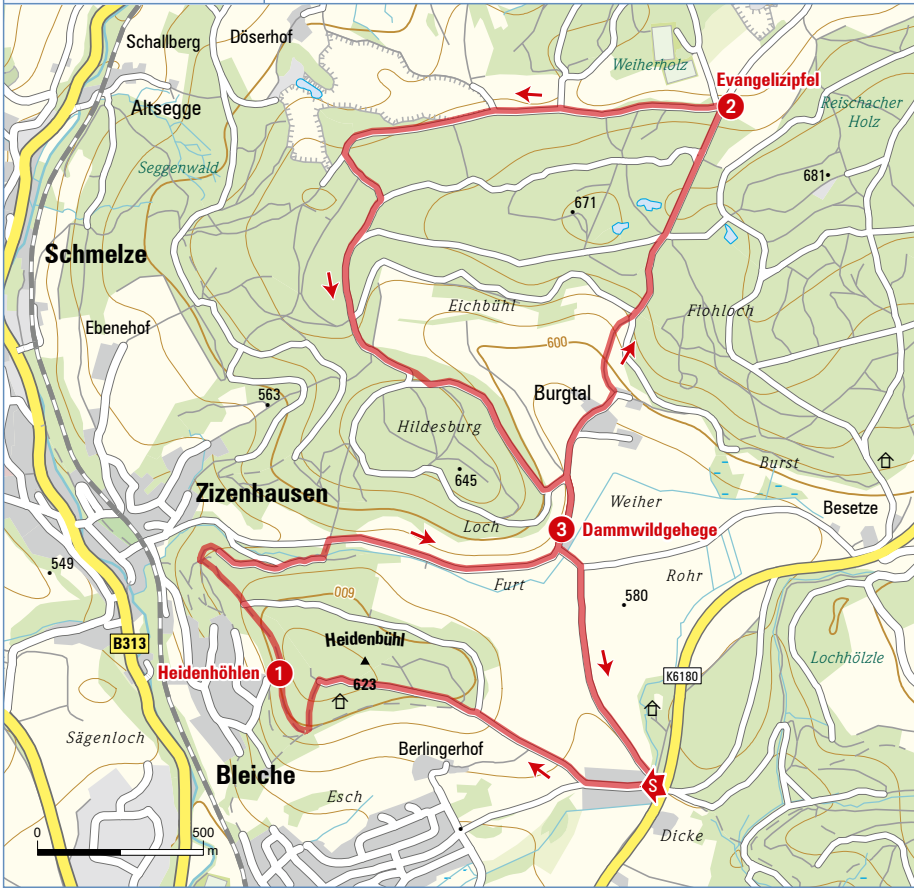 Schallberg
Döserhof
Weiherholz
Evangelizipfel
2
Altsegge
Reischacher
Holz
Seggenwald
681
671
Schmelze
Eichbühl
Flohloch
Ebenehof
600
563
Burgtal
Hildesburg
645
Burst
Zizenhausen
Weiher
Besetze
Loch
3
Dammwildgehege
549
Furt
Rohr
600
580
B313
Heidenbühl
Heidenhöhlen
1
623
K6180
Lochhölzle
Sägenloch
Berlingerhof
Bleiche
S
Esch
Dicke
0
500
m